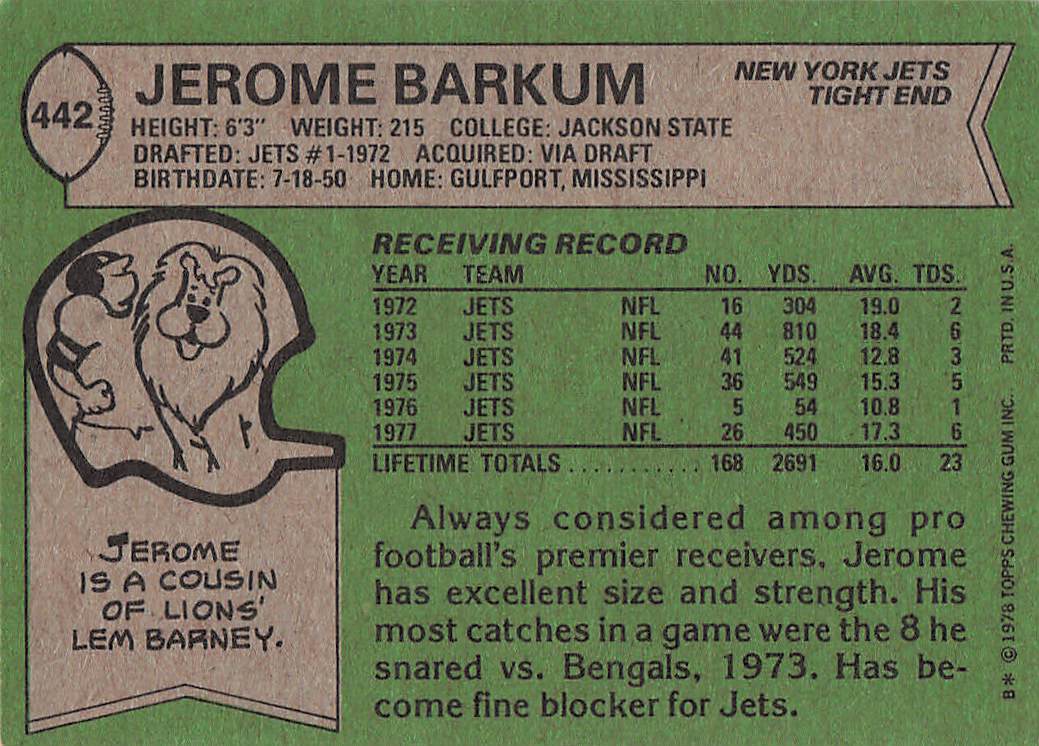 442
JEROME BARKUM
NEW YORK JETS
TIGHT END
HEIGHT: 6'3" WEIGHT: 215 COLLEGE: JACKSON STATE
DRAFTED: JETS #1-1972 ACQUIRED: VIA DRAFT
BIRTHDATE: 7-18-50 HOME: GULFPORT, MISSISSIPPI
JEROME
IS A COUSIN
OF LIONS'
LEM BARNEY.
RECEIVING RECORD
YEAR TEAM NO. YDS. AVG. TDS.
1972 JETS NFL 16 304 19.0 2
1973 JETS NFL 44 810 18.4 6
1974 JETS NFL 41 524 12.8 3
1975 JETS NFL 36 549 15.3 5
1976 JETS NFL 5 54 10.8 1
1977 JETS NFL 26 450 17.3 6
LIFETIME TOTALS........... 168 2691 16.0 23
Always considered among pro
football's premier receivers, Jerome
has excellent size and strength. His
most catches in a game were the 8 he
snared vs. Bengals, 1973. Has be-
come fine blocker for Jets.
B* © 1978 TOPPS CHEWING GUM INC. PRTD. IN U.S.A.